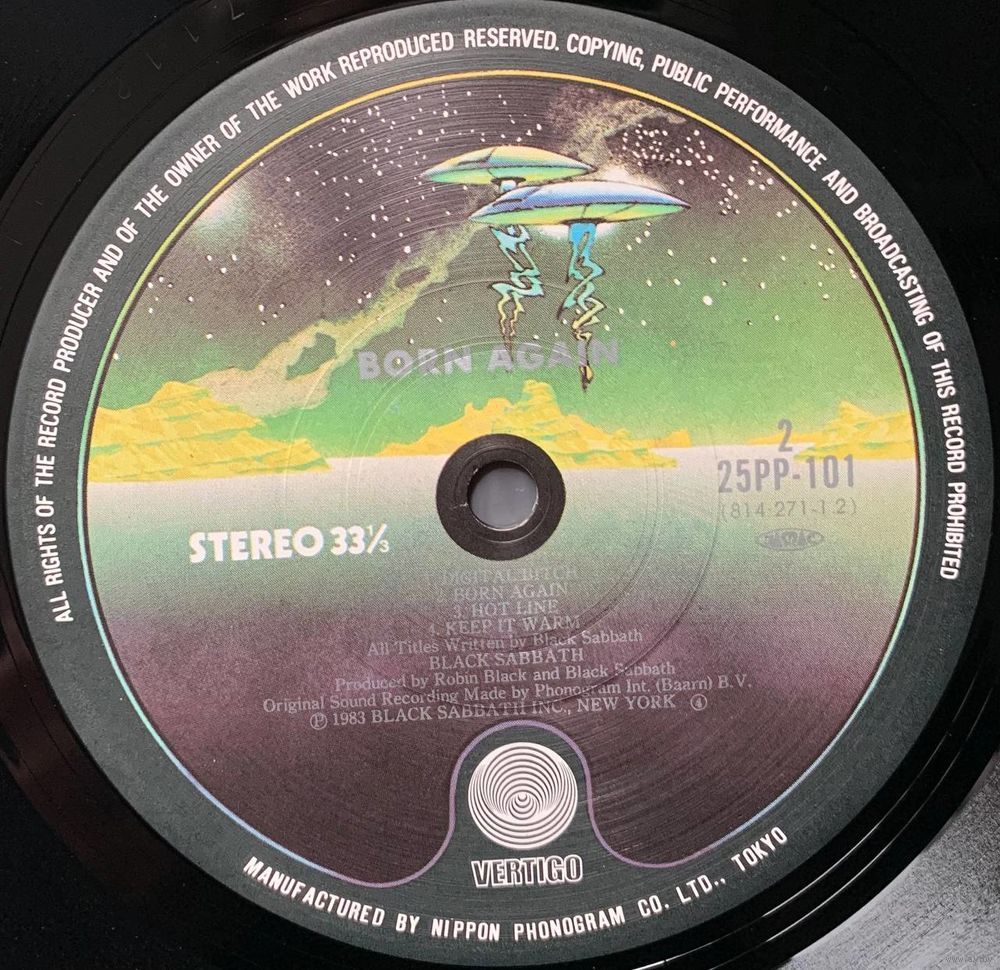 ALL RIGHTS OF THE RECORD PRODUCER AND OF THE OWNER OF THE WORK REPRODUCED RESERVED. COPYING, PUBLIC PERFORMANCE AND BROADCASTING OF THIS RECORD PROHIBITED
BORN AGAIN
2
25PP-101
(814 271-1.2)
STEREO 33⅓
1. DIGITAL BITCH
2. BORN AGAIN
3. HOT LINE
4. KEEP IT WARM
All Titles Written by Black Sabbath
BLACK SABBATH
Produced by Robin Black and Black Sabbath
Original Sound Recording Made by Phonogram Int. (Baarn) B.V.
Ⓟ 1983 BLACK SABBATH INC., NEW YORK ④
VERTIGO
MANUFACTURED BY NIPPON PHONOGRAM CO. LTD., TOKYO